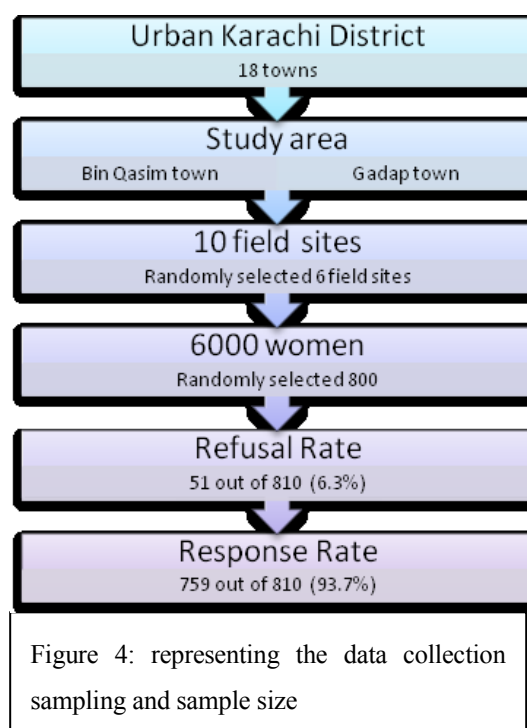 Urban Karachi District
18 towns
Study area
Bin Qasim town Gadap town
10 field sites
Randomly selected 6 field sites
6000 women
Randomly selected 800
Refusal Rate
51 out of 810 (6.3%)
Response Rate
759 out of 810 (93.7%)
Figure 4: representing the data collection
sampling and sample size